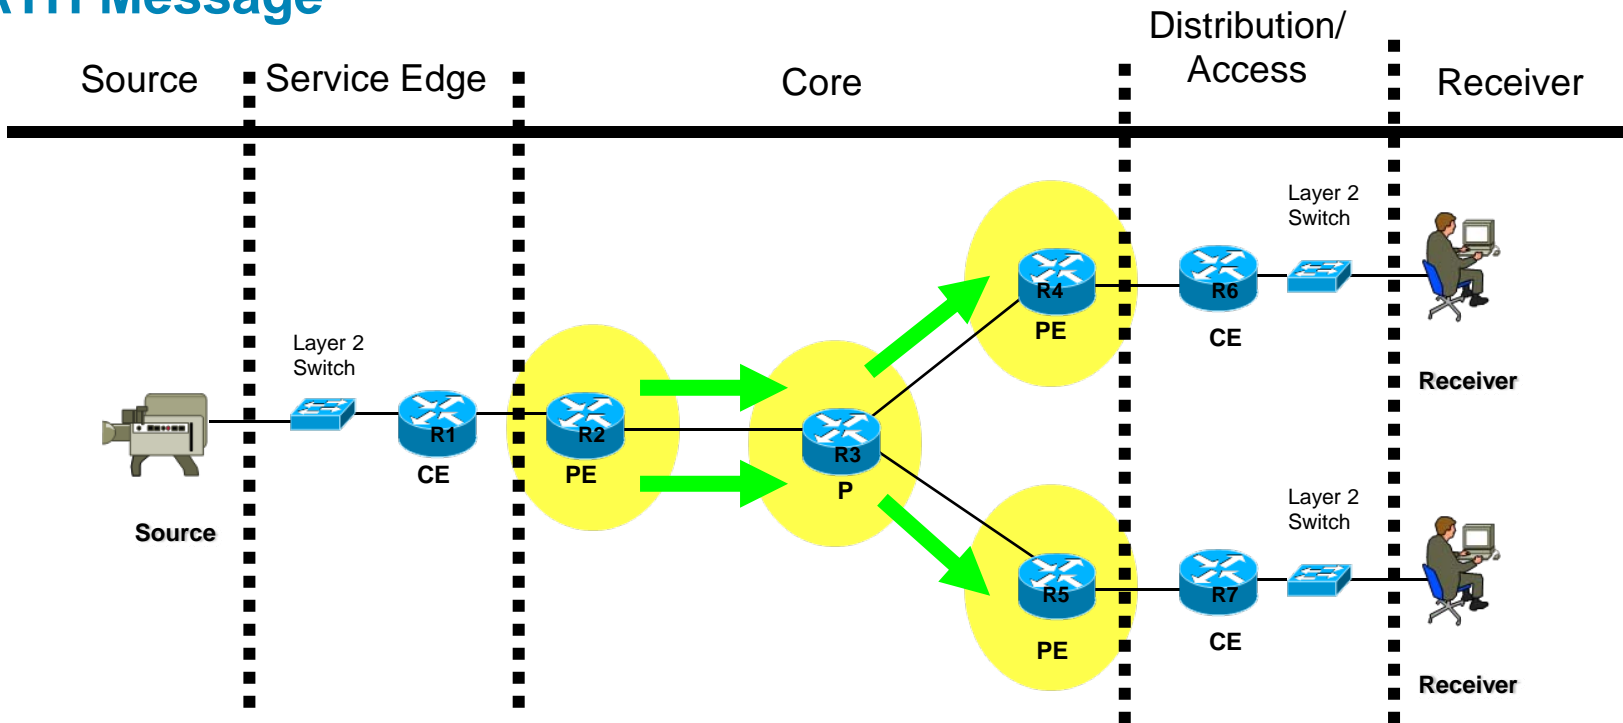 Message
Distribution/
Access
Source
Service Edge
Core
Receiver
Layer 2
Switch
R4
PE
R6
CE
Receiver
Layer 2
Switch
R1
CE
R2
PE
R3
P
Source
Layer 2
Switch
R5
PE
R7
CE
Receiver